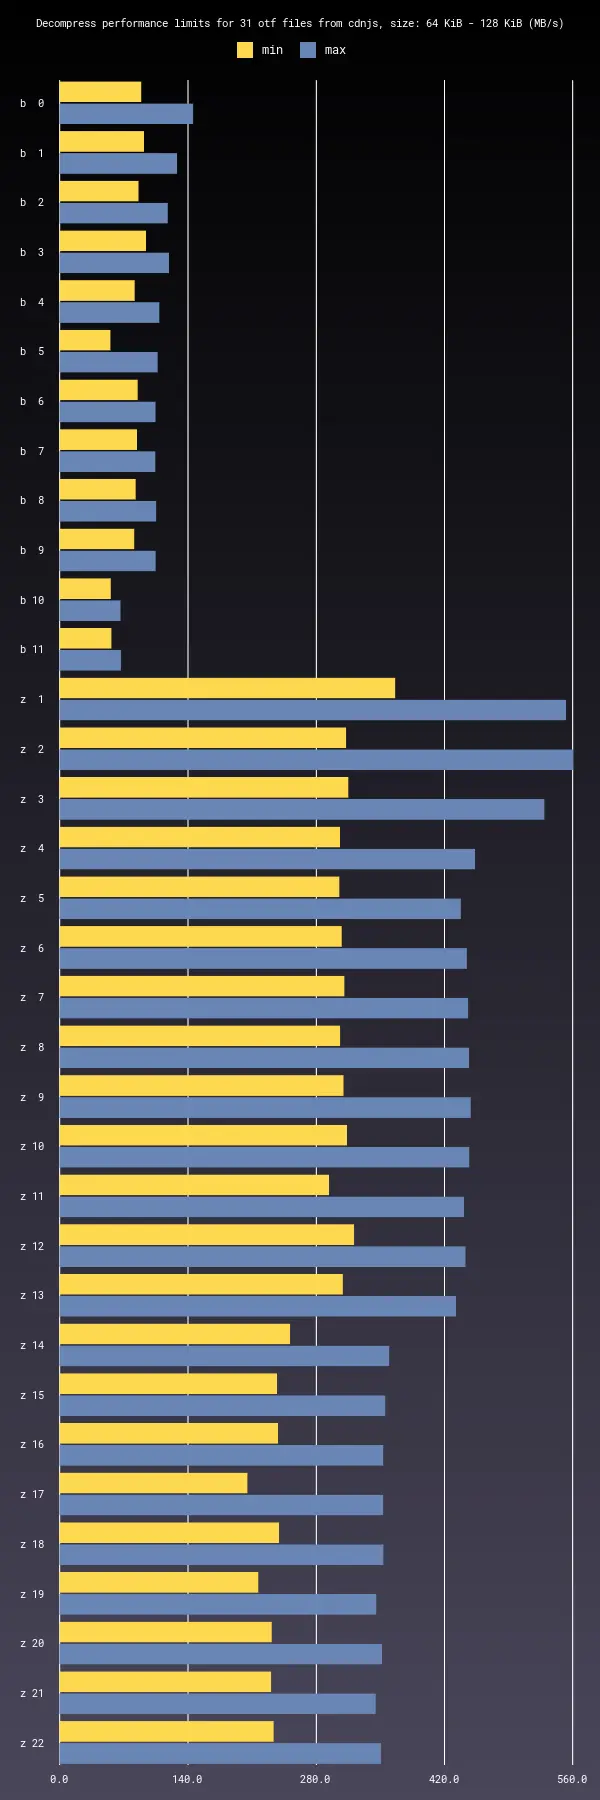 Decompress performance limits for 31 otf files from cdnjs, size: 64 KiB - 128 KiB (MB/s)
min max
b 0
b 1
b 2
b 3
b 4
b 5
b 6
b 7
b 8
b 9
b 10
b 11
z 1
z 2
z 3
z 4
z 5
z 6
z 7
z 8
z 9
z 10
z 11
z 12
z 13
z 14
z 15
z 16
z 17
z 18
z 19
z 20
z 21
z 22
0.0 140.0 280.0 420.0 560.0